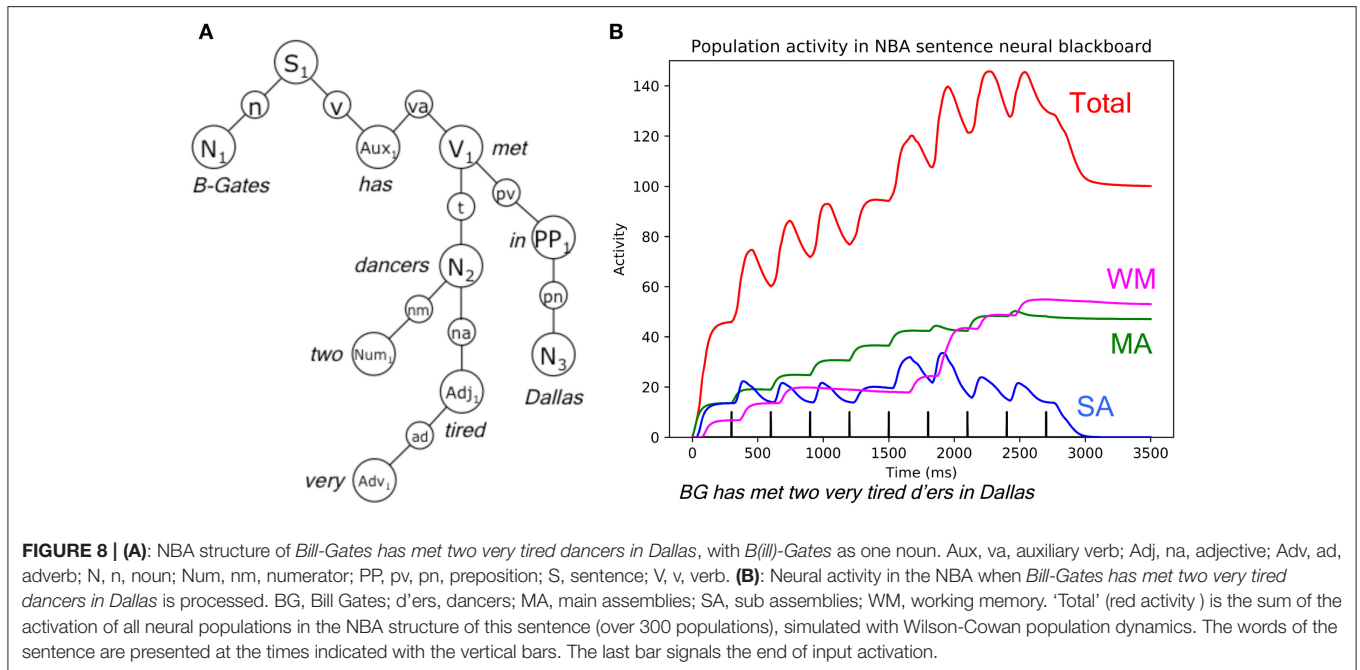 A
S1
n
v
va
N1
Aux1
V1
met
B-Gates
has
t
pv
dancers
N2
in
PP1
nm
na
pn
two
Num1
N3
Adj1
Dallas
ad
tired
very
Adv1
B
Population activity in NBA sentence neural blackboard
Total
WM
MA
SA
Activity
140
120
100
80
60
40
20
0
0 500 1000 1500 2000 2500 3000 3500
Time (ms)
BG has met two very tired d'ers in Dallas
FIGURE 8 | (A): NBA structure of Bill-Gates has met two very tired dancers in Dallas, with B(ill)-Gates as one noun. Aux, va, auxiliary verb; Adj, na, adjective; Adv, ad,
adverb; N, n, noun; Num, nm, numerator; PP, pv, pn, preposition; S, sentence; V, v, verb. (B): Neural activity in the NBA when Bill-Gates has met two very tired
dancers in Dallas is processed. BG, Bill Gates; d'ers, dancers; MA, main assemblies; SA, sub assemblies; WM, working memory. 'Total' (red activity ) is the sum of the
activation of all neural populations in the NBA structure of this sentence (over 300 populations), simulated with Wilson-Cowan population dynamics. The words of the
sentence are presented at the times indicated with the vertical bars. The last bar signals the end of input activation.